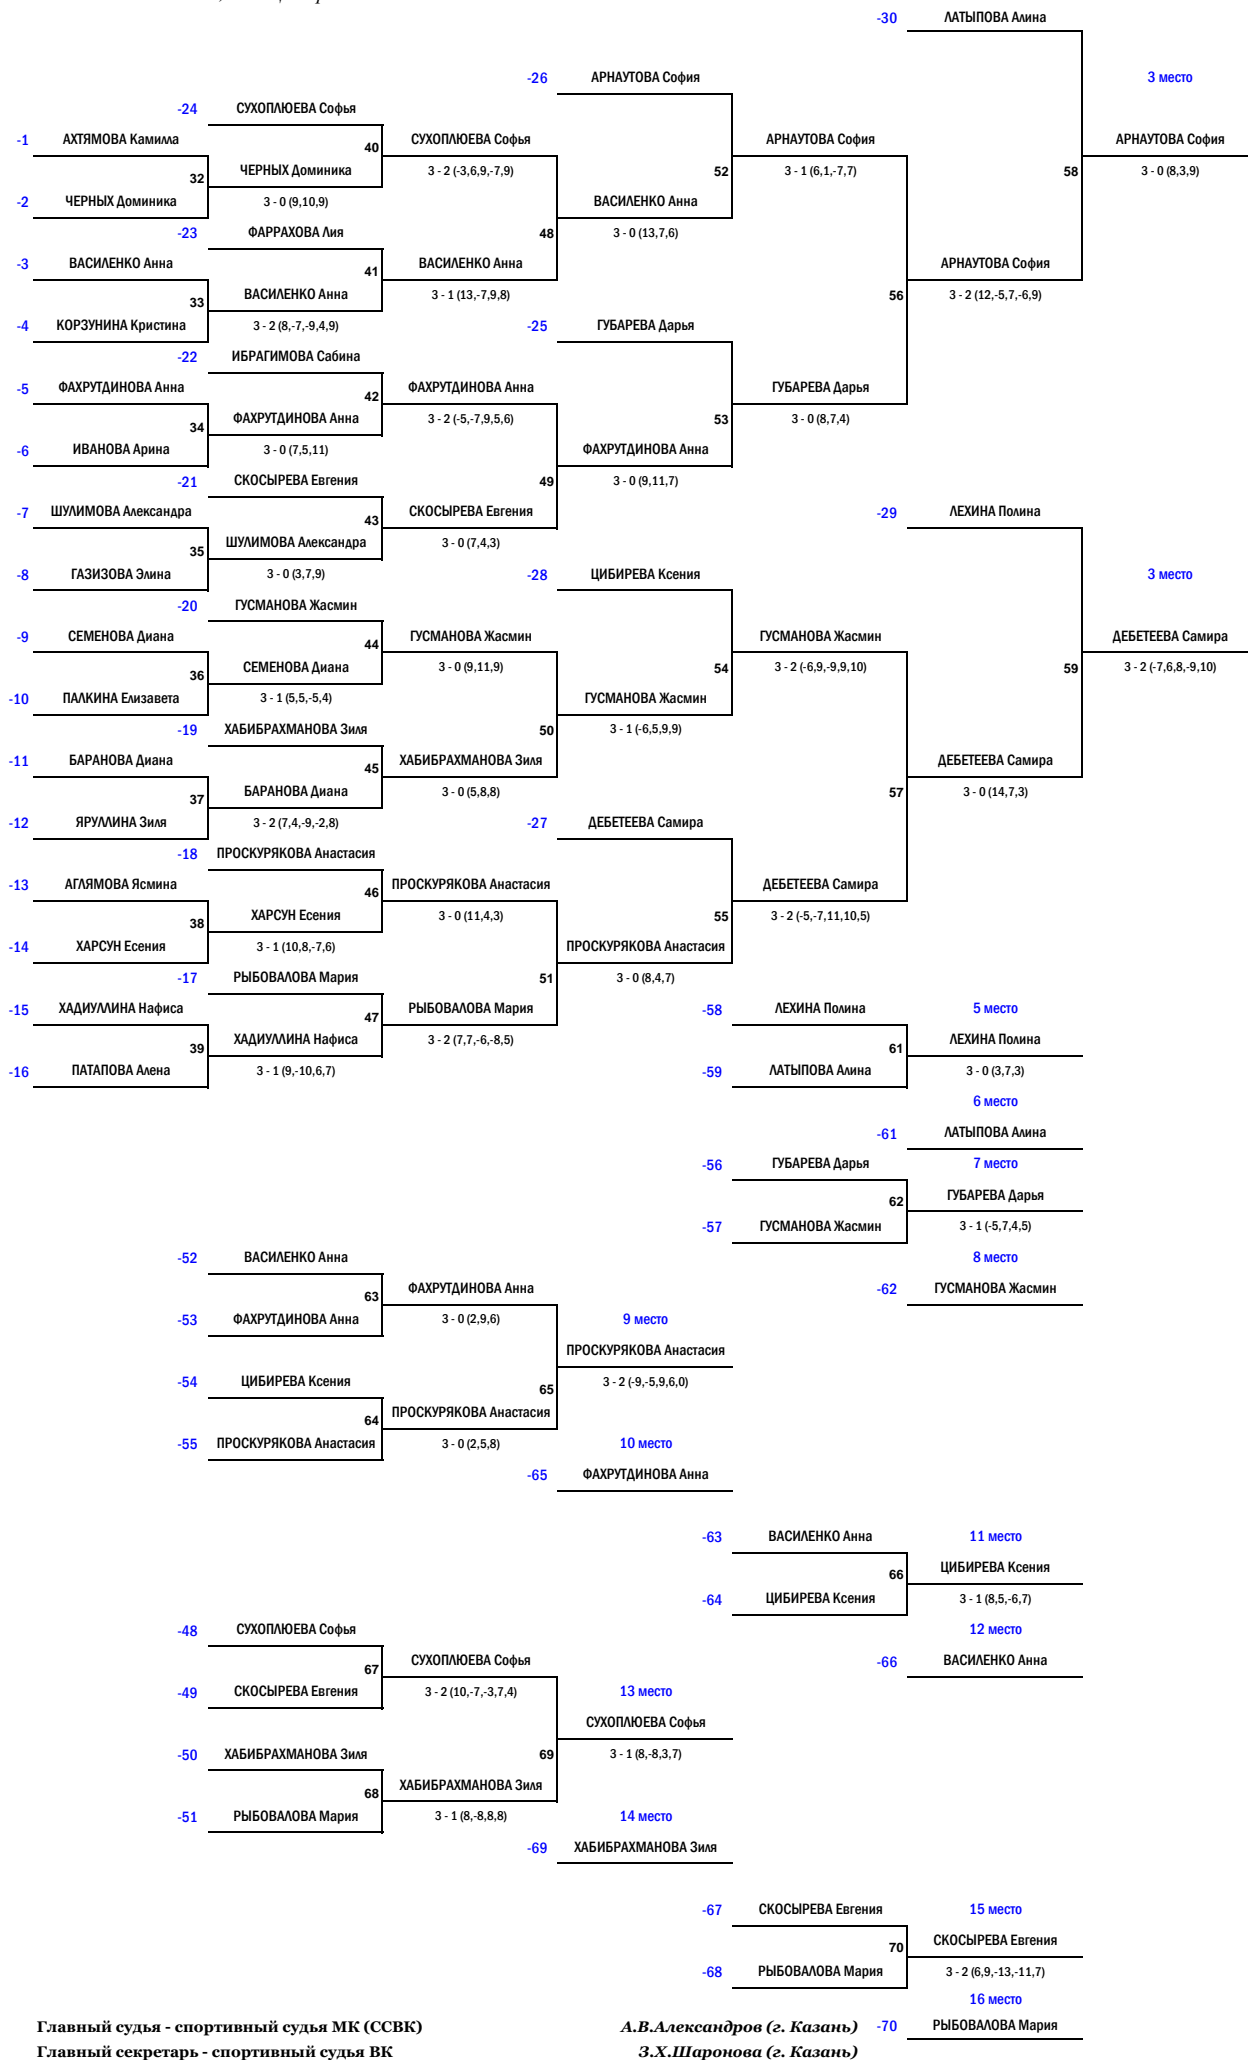 -30 ЛАТЫПОВА Алина
-26 АРНАУТОВА София 3 место
-24 СУХОПЛЮЕВА Софья
-1 АХТЯМОВА Камилла 40 СУХОПЛЮЕВА Софья АРНАУТОВА София АРНАУТОВА София
32 ЧЕРНЫХ Доминика 3 - 2 (-3,6,9,-7,9) 52 3 - 1 (6,1,-7,7) 58 3 - 0 (8,3,9)
-2 ЧЕРНЫХ Доминика 3 - 0 (9,10,9) ВАСИЛЕНКО Анна
-23 ФАРРАХОВА Лия 48 3 - 0 (13,7,6)
-3 ВАСИЛЕНКО Анна 41 ВАСИЛЕНКО Анна АРНАУТОВА София
33 ВАСИЛЕНКО Анна 3 - 1 (13,-7,9,8) 56 3 - 2 (12,-5,7,-6,9)
-4 КОРЗУНИНА Кристина 3 - 2 (8,-7,-9,4,9) -25 ГУБАРЕВА Дарья
-22 ИБРАГИМОВА Сабина
-5 ФАХРУТДИНОВА Анна 42 ФАХРУТДИНОВА Анна ГУБАРЕВА Дарья
34 ФАХРУТДИНОВА Анна 3 - 2 (-5,-7,9,5,6) 53 3 - 0 (8,7,4)
-6 ИВАНОВА Арина 3 - 0 (7,5,11) ФАХРУТДИНОВА Анна
-21 СКОСЫРЕВА Евгения 49 3 - 0 (9,11,7)
-7 ШУЛИМОВА Александра 43 СКОСЫРЕВА Евгения -29 ЛЕХИНА Полина
35 ШУЛИМОВА Александра 3 - 0 (7,4,3)
-8 ГАЗИЗОВА Элина 3 - 0 (3,7,9) -28 ЦИБИРЕВА Ксения 3 место
-20 ГУСМАНОВА Жасмин
-9 СЕМЕНОВА Диана 44 ГУСМАНОВА Жасмин ГУСМАНОВА Жасмин ДЕБЕТЕЕВА Самира
36 СЕМЕНОВА Диана 3 - 0 (9,11,9) 54 3 - 2 (-6,9,-9,9,10) 59 3 - 2 (-7,6,8,-9,10)
-10 ПАЛКИНА Елизавета 3 - 1 (5,5,-5,4) ГУСМАНОВА Жасмин
-19 ХАБИБРАХМАНОВА Зиля 50 3 - 1 (-6,5,9,9)
-11 БАРАНОВА Диана 45 ХАБИБРАХМАНОВА Зиля ДЕБЕТЕЕВА Самира
37 БАРАНОВА Диана 3 - 0 (5,8,8) 57 3 - 0 (14,7,3)
-12 ЯРУЛЛИНА Зиля 3 - 2 (7,4,-9,-2,8) -27 ДЕБЕТЕЕВА Самира
-18 ПРОСКУРЯКОВА Анастасия
-13 АГЛЯМОВА Ясмина 46 ПРОСКУРЯКОВА Анастасия ДЕБЕТЕЕВА Самира
38 ХАРСУН Есения 3 - 0 (11,4,3) 55 3 - 2 (-5,-7,11,10,5)
-14 ХАРСУН Есения 3 - 1 (10,8,-7,6) ПРОСКУРЯКОВА Анастасия
-17 РЫБОВАЛОВА Мария 51 3 - 0 (8,4,7)
-15 ХАДИУЛЛИНА Нафиса 47 РЫБОВАЛОВА Мария -58 ЛЕХИНА Полина 5 место
39 ХАДИУЛЛИНА Нафиса 3 - 2 (7,7,-6,-8,5) 61 ЛЕХИНА Полина
-16 ПАТАПОВА Алена 3 - 1 (9,-10,6,7) -59 ЛАТЫПОВА Алина 3 - 0 (3,7,3)
6 место
-61 ЛАТЫПОВА Алина
-56 ГУБАРЕВА Дарья 7 место
62 ГУБАРЕВА Дарья
-57 ГУСМАНОВА Жасмин 3 - 1 (-5,7,4,5)
-52 ВАСИЛЕНКО Анна 8 место
63 ФАХРУТДИНОВА Анна -62 ГУСМАНОВА Жасмин
-53 ФАХРУТДИНОВА Анна 3 - 0 (2,9,6) 9 место
ПРОСКУРЯКОВА Анастасия
-54 ЦИБИРЕВА Ксения 65 3 - 2 (-9,-5,9,6,0)
64 ПРОСКУРЯКОВА Анастасия
-55 ПРОСКУРЯКОВА Анастасия 3 - 0 (2,5,8) 10 место
-65 ФАХРУТДИНОВА Анна
-63 ВАСИЛЕНКО Анна 11 место
66 ЦИБИРЕВА Ксения
-64 ЦИБИРЕВА Ксения 3 - 1 (8,5,-6,7)
-48 СУХОПЛЮЕВА Софья 12 место
67 СУХОПЛЮЕВА Софья -66 ВАСИЛЕНКО Анна
-49 СКОСЫРЕВА Евгения 3 - 2 (10,-7,-3,7,4) 13 место
СУХОПЛЮЕВА Софья
-50 ХАБИБРАХМАНОВА Зиля 69 3 - 1 (8,-8,3,7)
68 ХАБИБРАХМАНОВА Зиля
-51 РЫБОВАЛОВА Мария 3 - 1 (8,-8,8,8) 14 место
-69 ХАБИБРАХМАНОВА Зиля
-67 СКОСЫРЕВА Евгения 15 место
70 СКОСЫРЕВА Евгения
-68 РЫБОВАЛОВА Мария 3 - 2 (6,9,-13,-11,7)
16 место
Главный судья - спортивный судья МК (ССВК) А.В.Александров (г. Казань) -70 РЫБОВАЛОВА Мария
Главный секретарь - спортивный судья ВК З.Х.Шаронова (г. Казань)